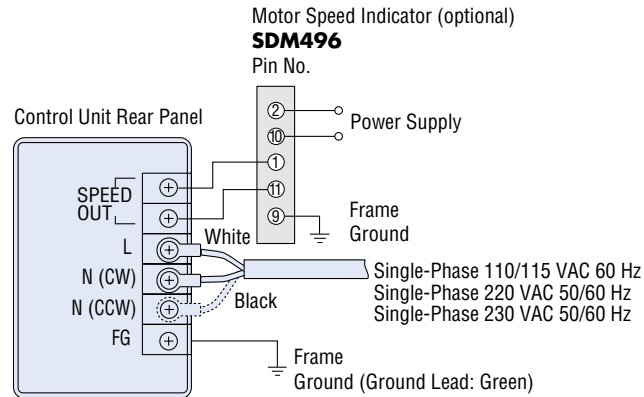 Motor Speed Indicator (optional)
SDM496
Pin No.
Control Unit Rear Panel
2
10
1
11
9
Power Supply
Frame
Ground
SPEED
OUT
L
N (CW)
N (CCW)
FG
White
Black
Single-Phase 110/115 VAC 60 Hz
Single-Phase 220 VAC 50/60 Hz
Single-Phase 230 VAC 50/60 Hz
Frame
Ground (Ground Lead: Green)